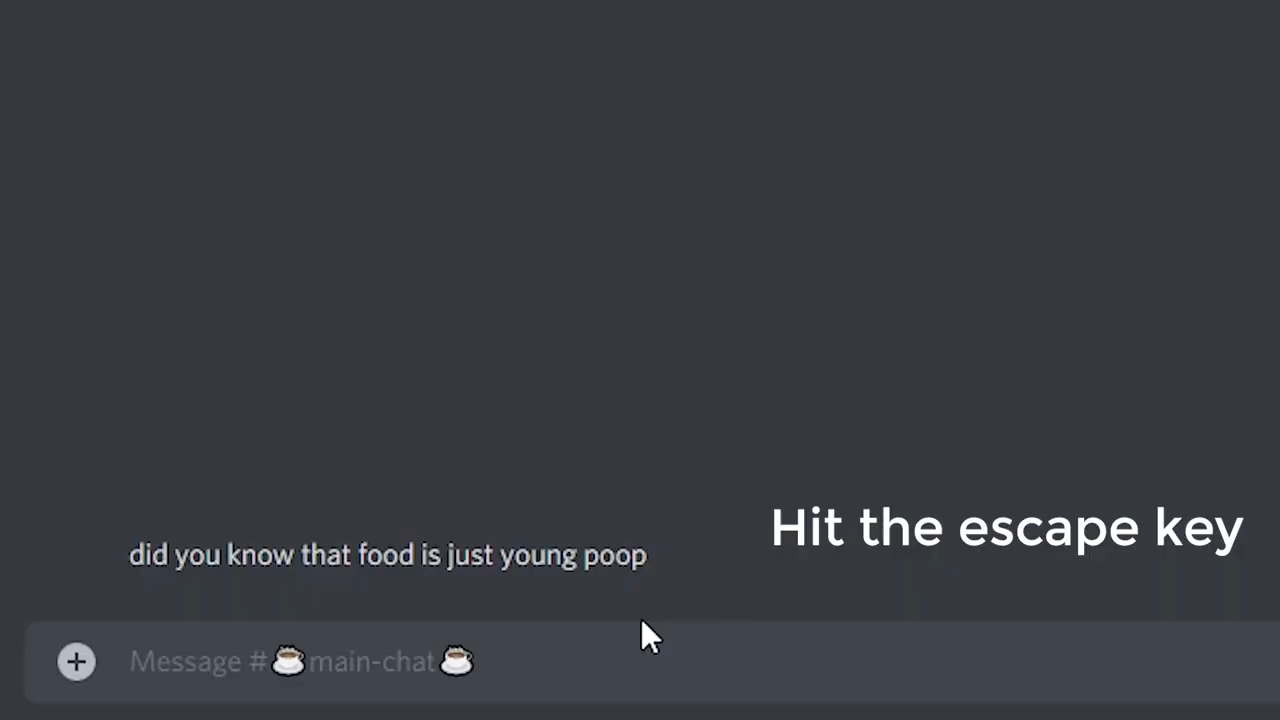 Hit the escape key
did you know that food is just young poop
Message #☕main-chat☕